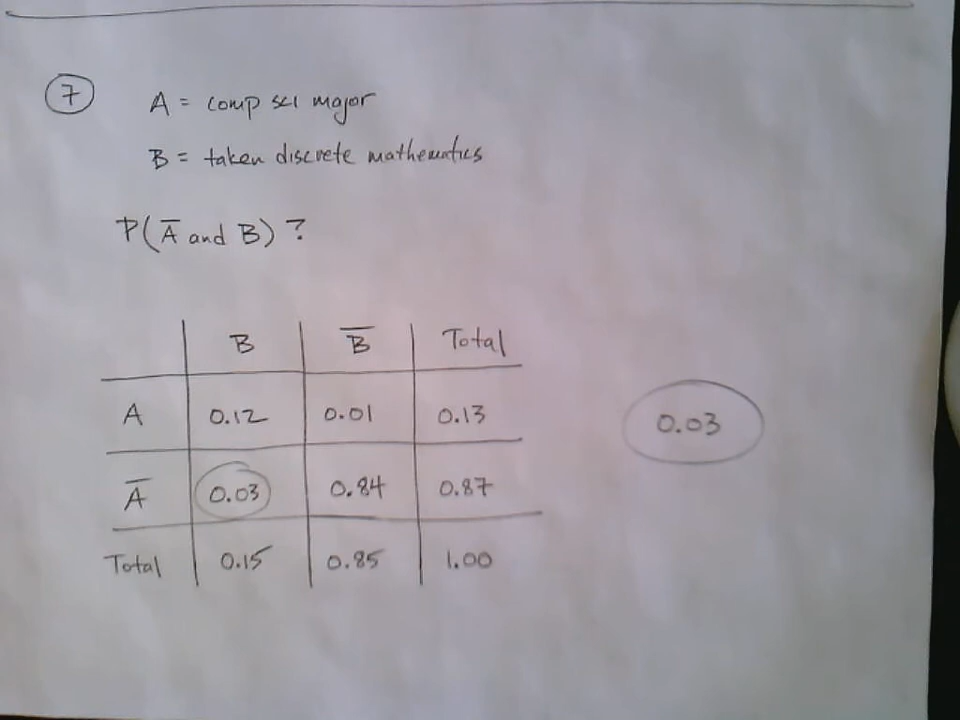 7 A = comp sci major
B = taken discrete mathematics
P(A̅ and B) ?
B B̅ Total
A 0.12 0.01 0.13
0.03
A̅ 0.03 0.84 0.87
Total 0.15 0.85 1.00